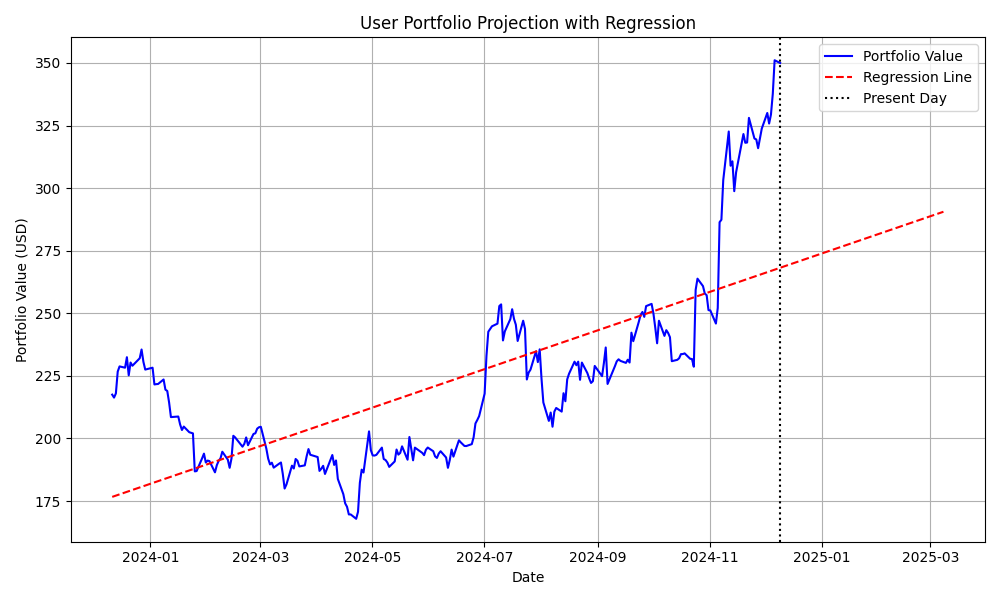 User Portfolio Projection with Regression
Portfolio Value
Regression Line
Present Day
Portfolio Value (USD)
350
325
300
275
250
225
200
175
2024-01
2024-03
2024-05
2024-07
2024-09
2024-11
2025-01
2025-03
Date